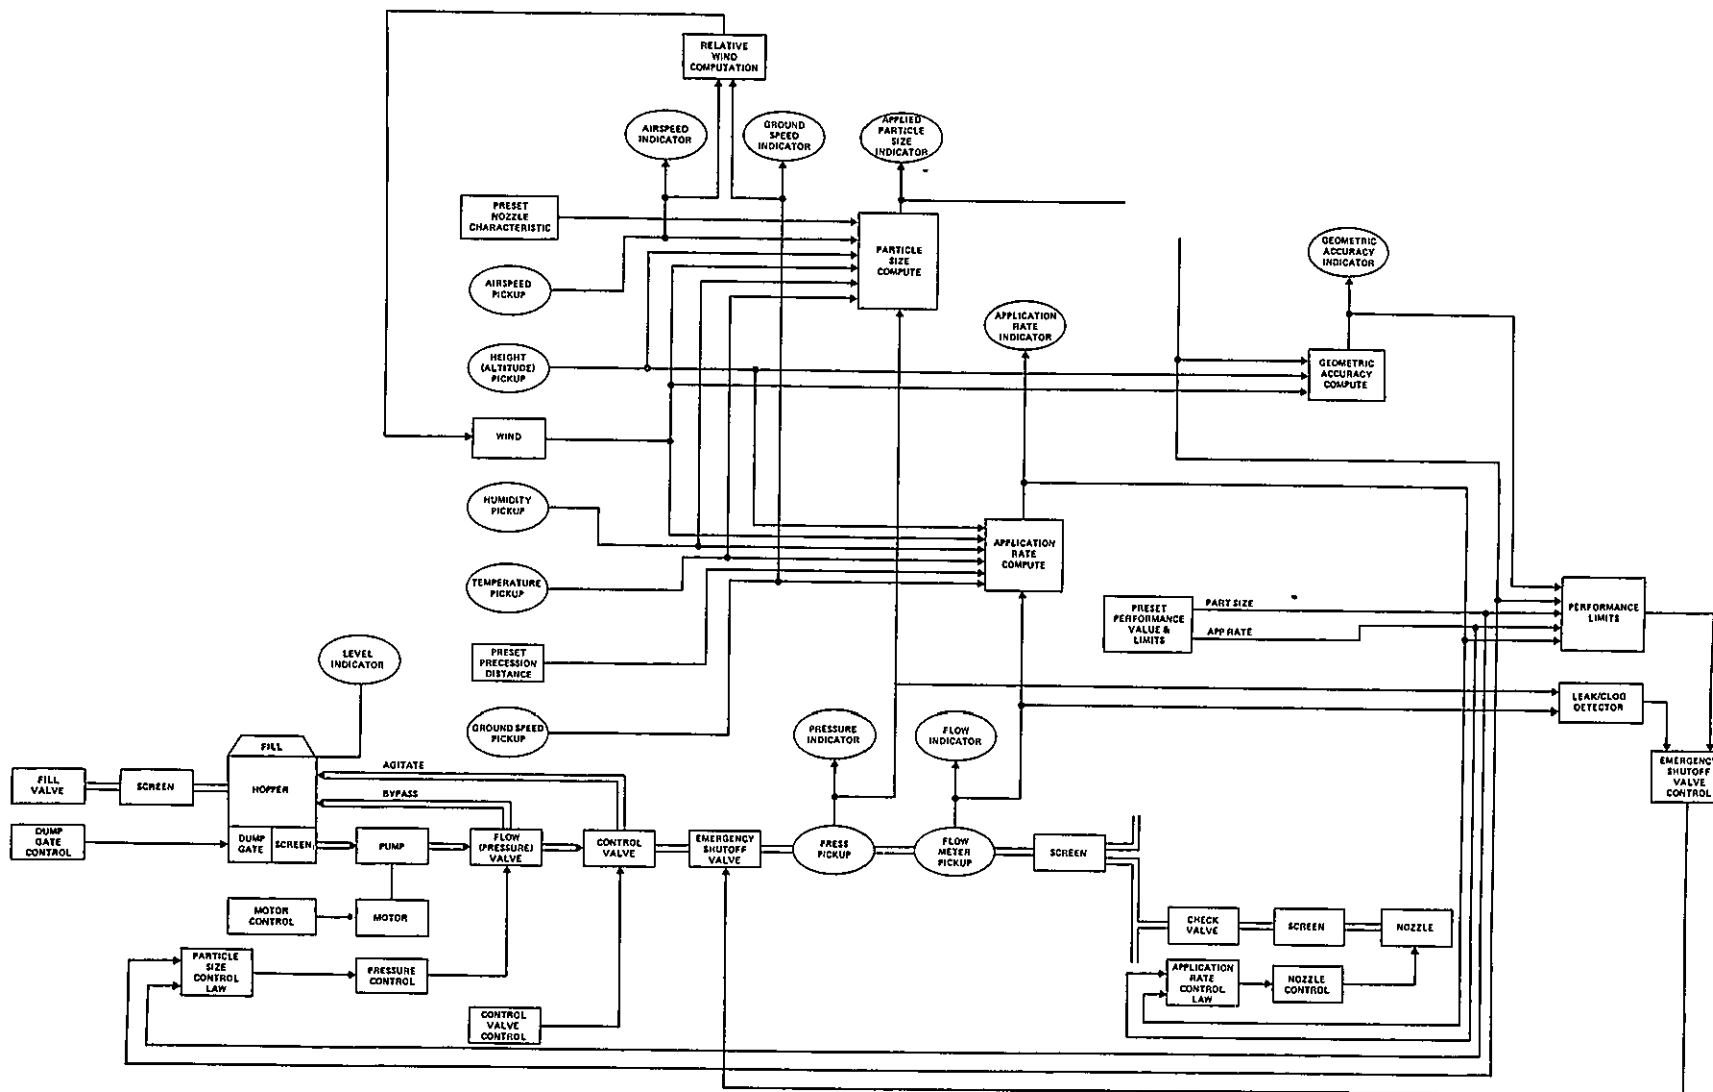 RELATIVE
WIND
COMPUTATION
AIRSPEED
INDICATOR
GROUND
SPEED
INDICATOR
APPLIED
PARTICLE
SIZE
INDICATOR
PRESET
NOZZLE
CHARACTERISTIC
PARTICLE
SIZE
COMPUTE
GEOMETRIC
ACCURACY
INDICATOR
AIRSPEED
PICKUP
APPLICATION
RATE
INDICATOR
HEIGHT
(ALTITUDE)
PICKUP
GEOMETRIC
ACCURACY
COMPUTE
WIND
HUMIDITY
PICKUP
APPLICATION
RATE
COMPUTE
TEMPERATURE
PICKUP
PRESET
PERFORMANCE
VALUE &
LIMITS
PART SIZE
APP RATE
PERFORMANCE
LIMITS
LEVEL
INDICATOR
PRESET
PRECESSION
DISTANCE
LEAK/CLOG
DETECTOR
GROUND SPEED
PICKUP
PRESSURE
INDICATOR
FLOW
INDICATOR
EMERGENCY
SHUTOFF
VALVE
CONTROL
FILL
FILL
VALVE
SCREEN
HOPPER
AGITATE
BYPASS
DUMP
GATE
CONTROL
DUMP
GATE
SCREEN
PUMP
FLOW
(PRESSURE)
VALVE
CONTROL
VALVE
EMERGENCY
SHUTOFF
VALVE
PRESS
PICKUP
FLOW
METER
PICKUP
SCREEN
MOTOR
CONTROL
MOTOR
CHECK
VALVE
SCREEN
NOZZLE
PARTICLE
SIZE
CONTROL
LAW
PRESSURE
CONTROL
APPLICATION
RATE
CONTROL
LAW
NOZZLE
CONTROL
CONTROL
VALVE
CONTROL